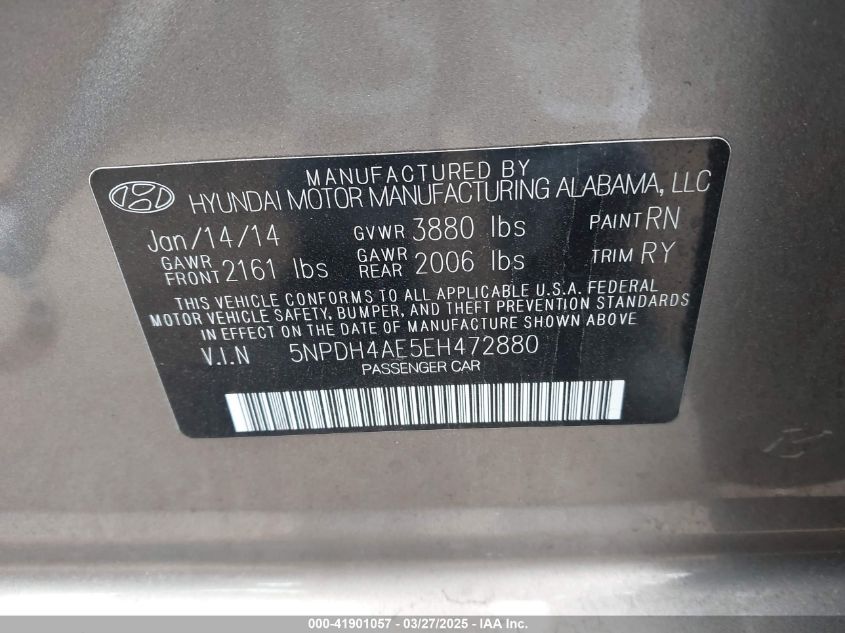 MANUFACTURED BY
HYUNDAI MOTOR MANUFACTURING ALABAMA, LLC
Jan/14/14 GVWR 3880 lbs PAINT RN
GAWR FRONT 2161 lbs GAWR REAR 2006 lbs TRIM RY
THIS VEHICLE CONFORMS TO ALL APPLICABLE U.S.A. FEDERAL
MOTOR VEHICLE SAFETY, BUMPER, AND THEFT PREVENTION STANDARDS
IN EFFECT ON THE DATE OF MANUFACTURE SHOWN ABOVE.
V.I.N 5NPDH4AE5EH472880
PASSENGER CAR
000-41901057 - 03/27/2025 - IAA Inc.